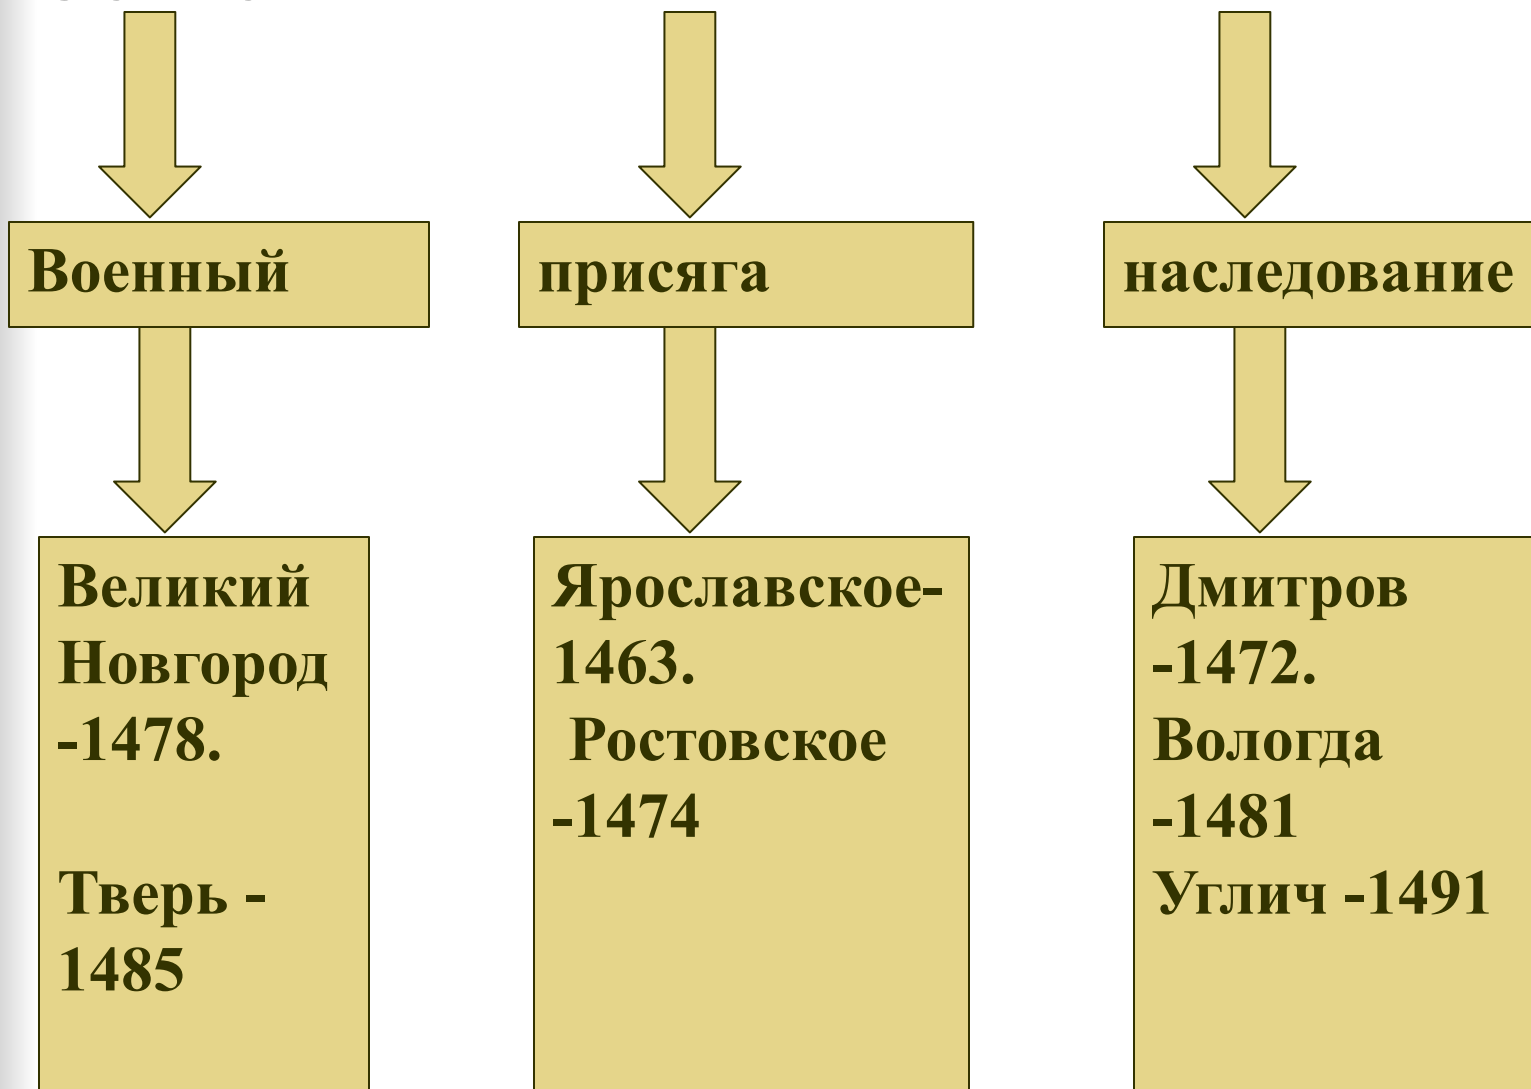 Военный
присяга
наследование
Великий
Новгород
-1478.
Тверь -
1485
Ярославское-
1463.
Ростовское
-1474
Дмитров
-1472.
Вологда
-1481
Углич -1491